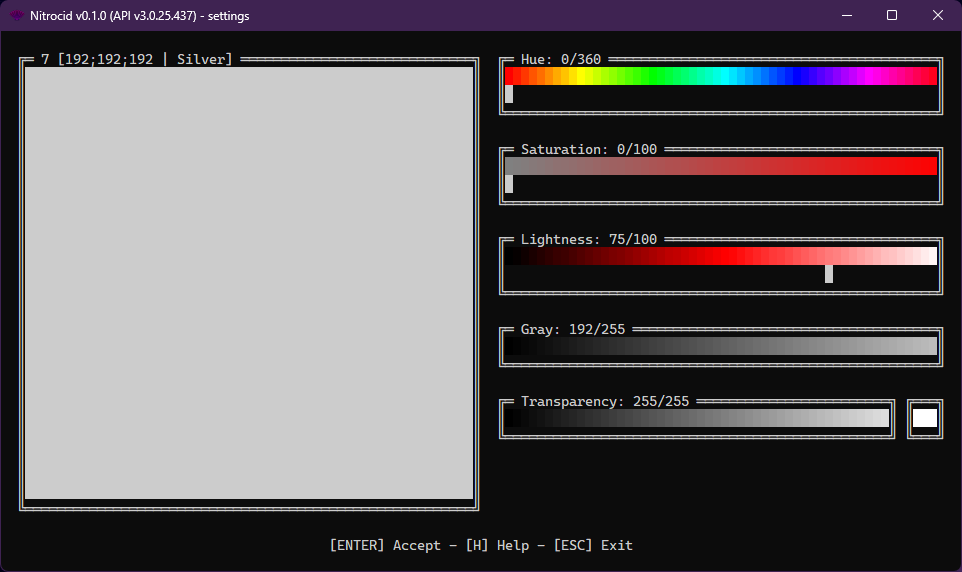 Nitrocid v0.1.0 (API v3.0.25.437) - settings
7 [192;192;192 | Silver]
Hue: 0/360
Saturation: 0/100
Lightness: 75/100
Gray: 192/255
Transparency: 255/255
[ENTER] Accept - [H] Help - [ESC] Exit